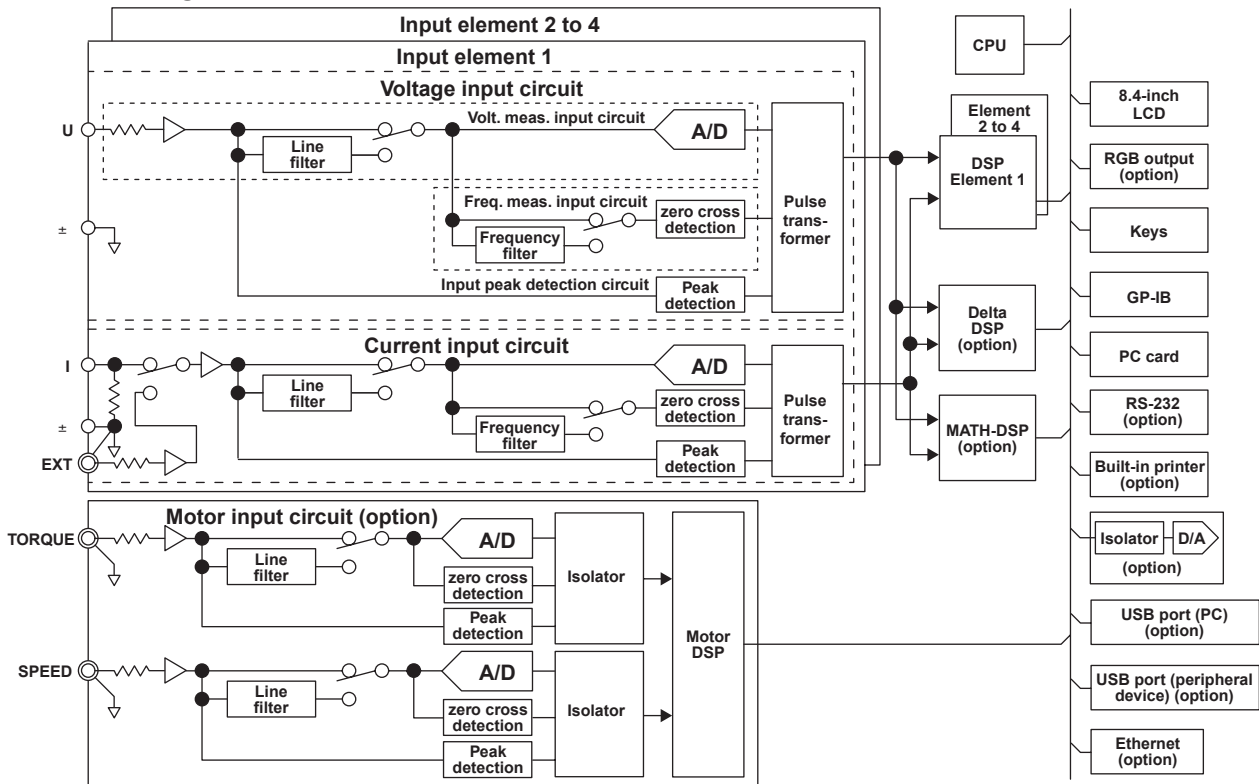 Input element 2 to 4
Input element 1
Voltage input circuit
U
Volt. meas. input circuit
A/D
Line
filter
Freq. meas. input circuit
zero cross
detection
Frequency
filter
±
Input peak detection circuit
Peak
detection
Pulse
trans-
former
Current input circuit
I
A/D
Line
filter
zero cross
detection
Frequency
filter
±
EXT
Peak
detection
Pulse
trans-
former
Motor input circuit (option)
TORQUE
A/D
Line
filter
zero cross
detection
Peak
detection
Isolator
SPEED
A/D
Line
filter
zero cross
detection
Peak
detection
Isolator
Motor
DSP
CPU
Element
2 to 4
DSP
Element 1
Delta
DSP
(option)
MATH-DSP
(option)
8.4-inch
LCD
RGB output
(option)
Keys
GP-IB
PC card
RS-232
(option)
Built-in printer
(option)
Isolator
D/A
(option)
USB port (PC)
(option)
USB port (peripheral
device) (option)
Ethernet
(option)